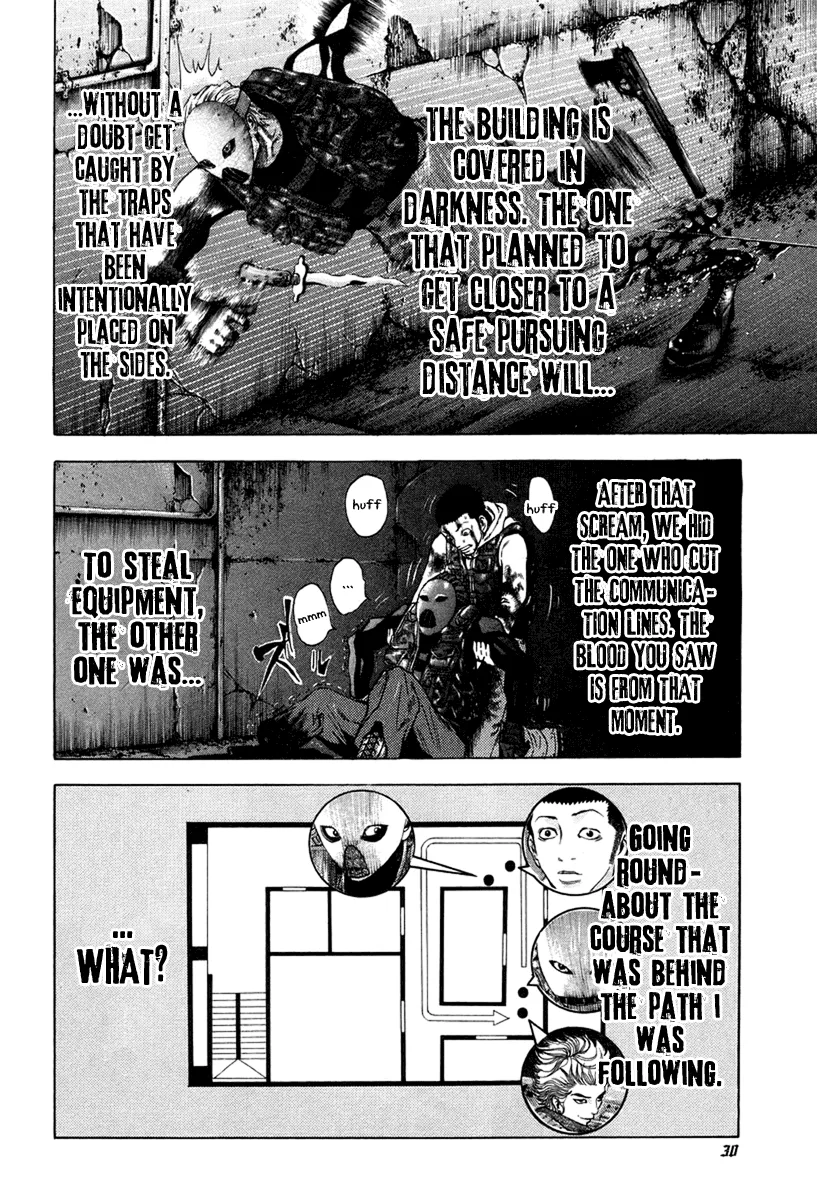 THE BUILDING IS
COVERED IN
DARKNESS. THE ONE
THAT PLANNED TO
GET CLOSER TO A
SAFE PURSUING
DISTANCE WILL...
...WITHOUT A
DOUBT GET
CAUGHT BY
THE TRAPS
THAT HAVE
BEEN
INTENTIONALLY
PLACED ON
THE SIDES.
AFTER THAT
SCREAM, WE HID
THE ONE WHO CUT
THE COMMUNICA-
TION LINES. THE
BLOOD YOU SAW
IS FROM THAT
MOMENT.
huff
huff
...
mmm
ズル
TO STEAL
EQUIPMENT,
THE OTHER
ONE WAS...
GOING
ROUND-
ABOUT THE
COURSE THAT
WAS BEHIND
THE PATH I
WAS
FOLLOWING.
...
WHAT?
30